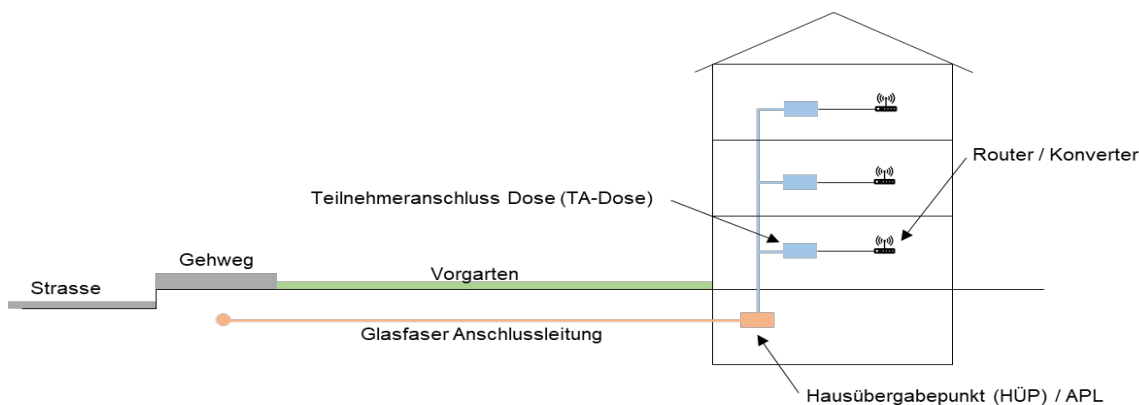 Router / Konverter
Teilnehmeranschluss Dose (TA-Dose)
Gehweg
Vorgarten
Strasse
Glasfaser Anschlussleitung
Hausübergabepunkt (HÜP) / APL